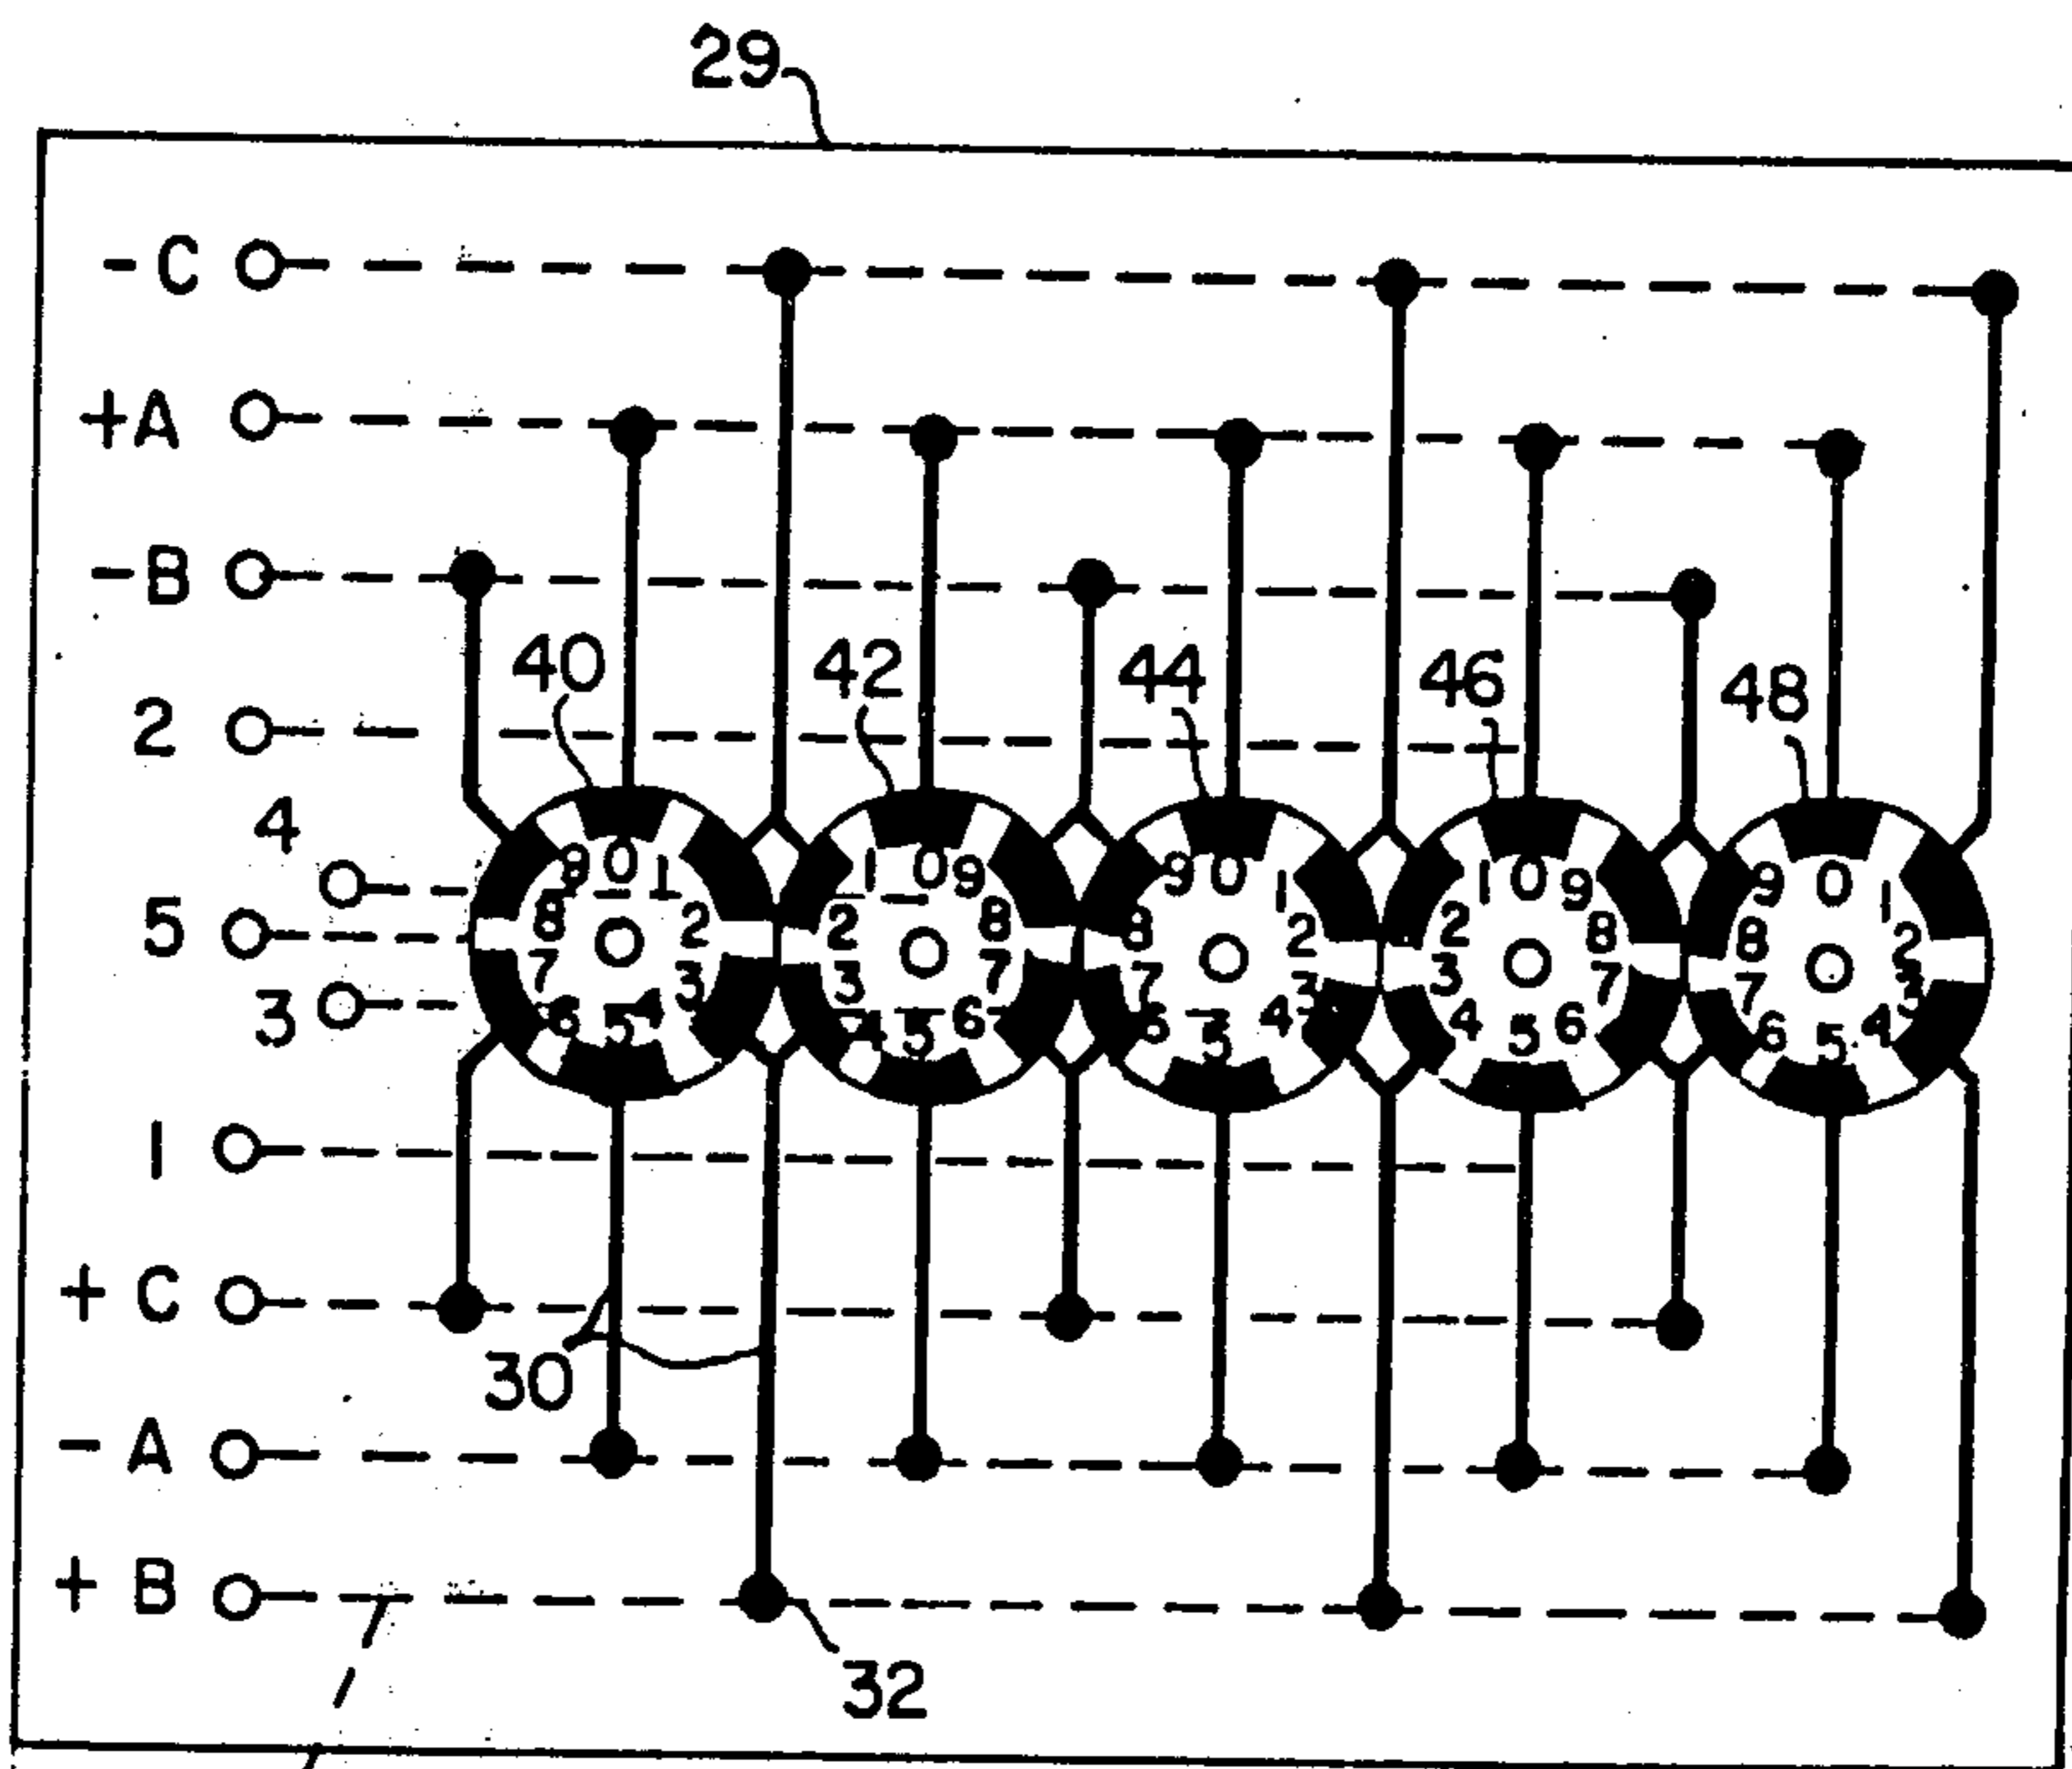 29
- C
+ A
- B
40 42 44 46 48
2
4
9 0 1 1 0 9 9 0 1 1 0 9 9 0 1
5
8 2 2 8 8 2 2 8 8 2
7 3 3 7 7 3 3 7 7 3
3
6 5 4 4 5 6 6 5 4 4 5 6 6 5 4
1
+ C
30
- A
+ B
32